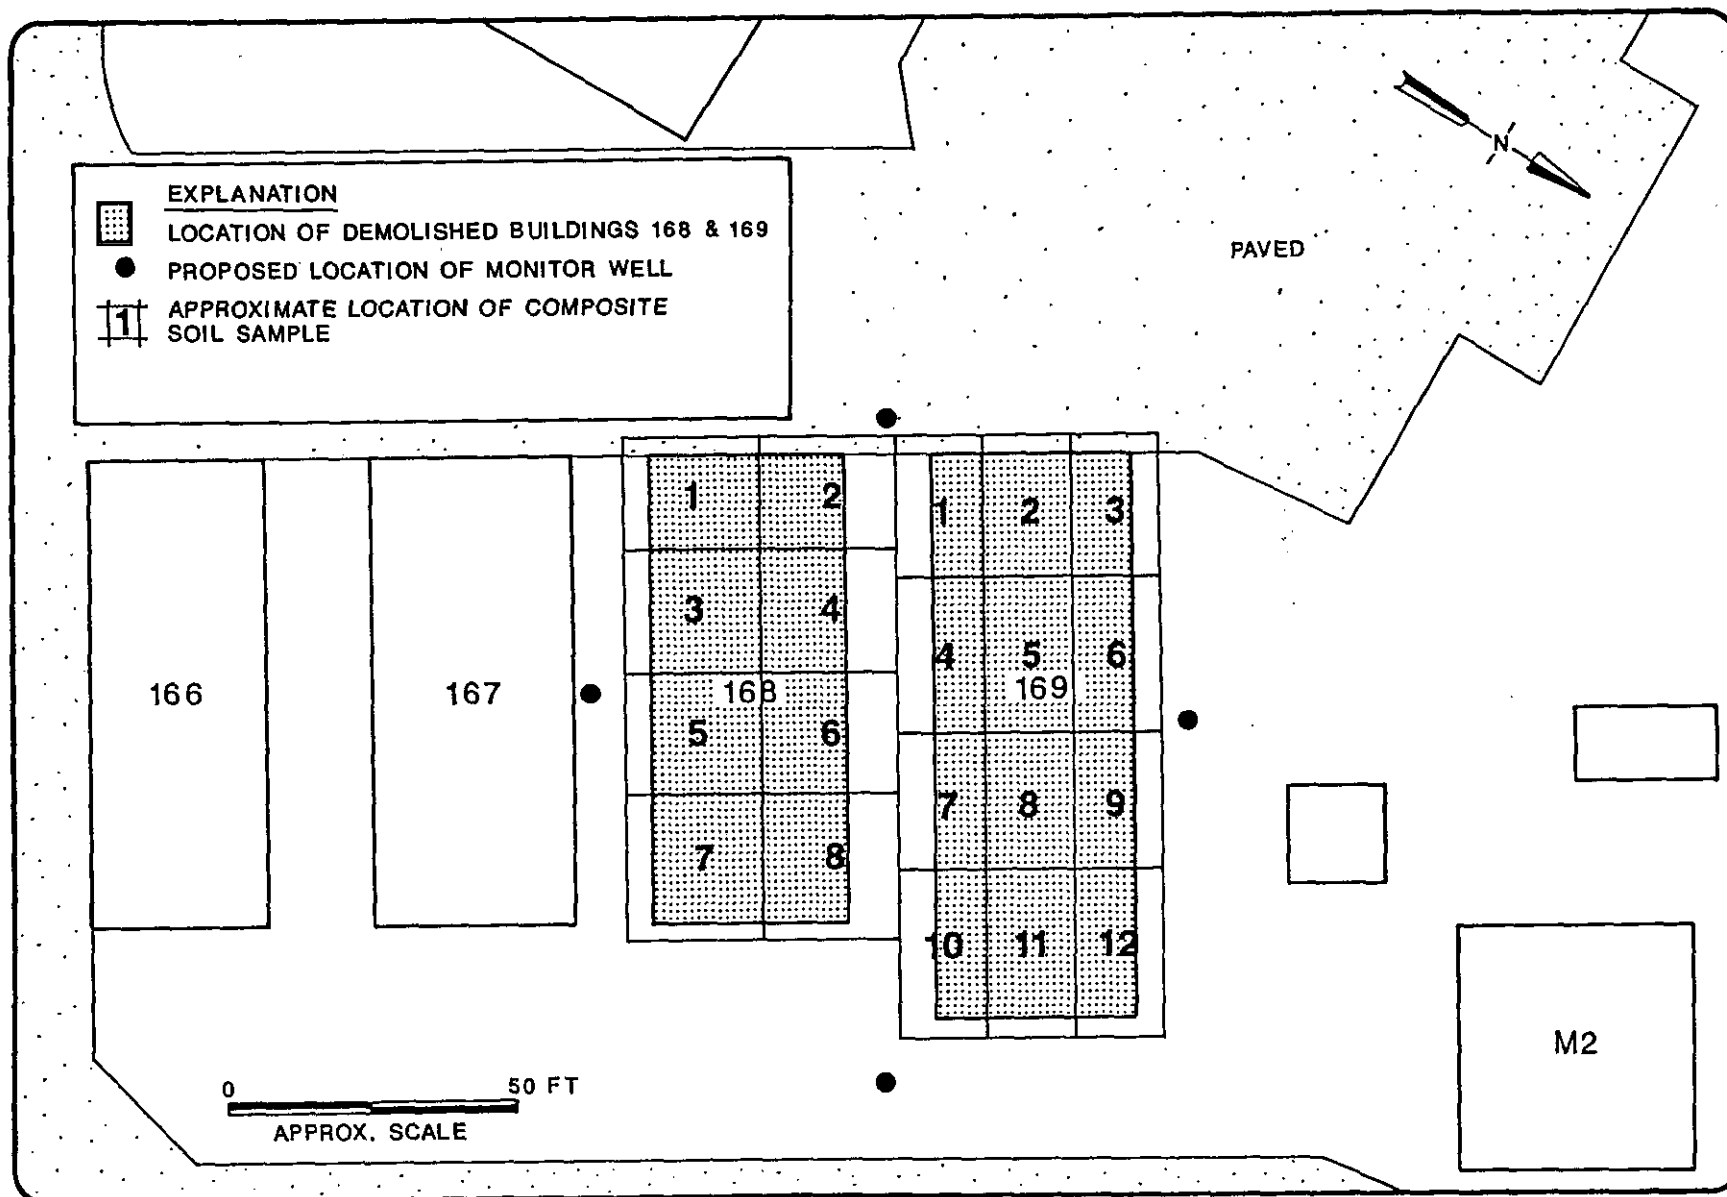 N
PAVED
EXPLANATION
LOCATION OF DEMOLISHED BUILDINGS 168 & 169
PROPOSED LOCATION OF MONITOR WELL
1
APPROXIMATE LOCATION OF COMPOSITE
SOIL SAMPLE
1 2
3 4
168
5 6
7 8
1 2 3
4 5 6
169
7 8 9
10 11 12
166
167
M2
0 50 FT
APPROX. SCALE